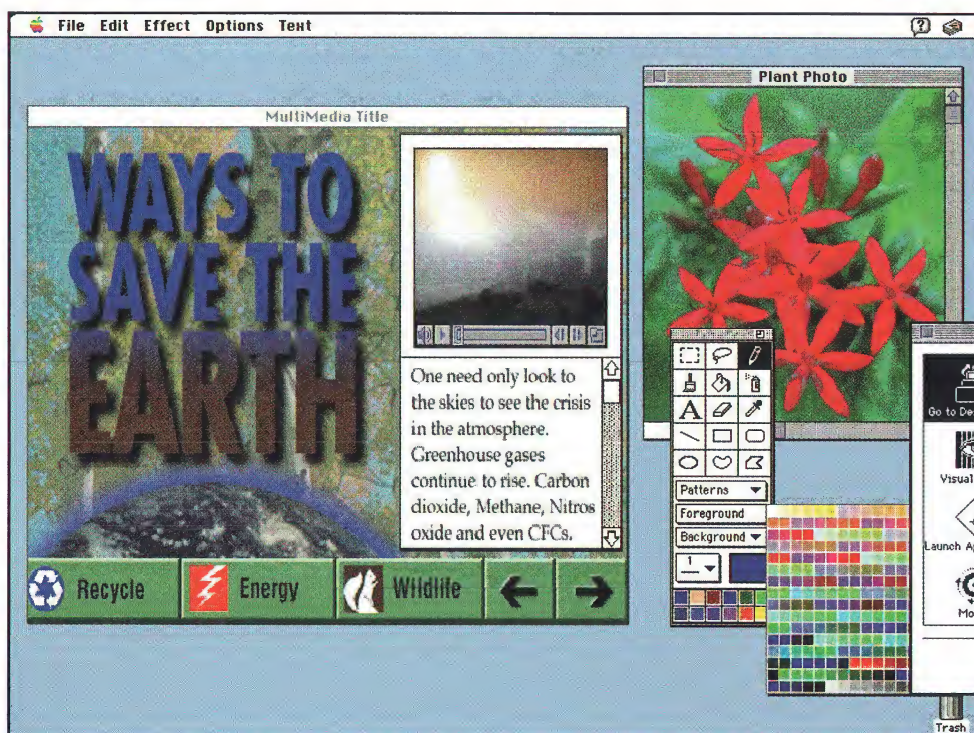 File Edit Effect Options Text
MultiMedia Title
WAYS TO
SAVE THE
EARTH
One need only look to
the skies to see the crisis
in the atmosphere.
Greenhouse gases
continue to rise. Carbon
dioxide, Methane, Nitros
oxide and even CFCs.
Recycle
Energy
Wildlife
Plant Photo
A
Patterns
Foreground
Background
1
Go to De
Visual
Launch A
Mo
Trash